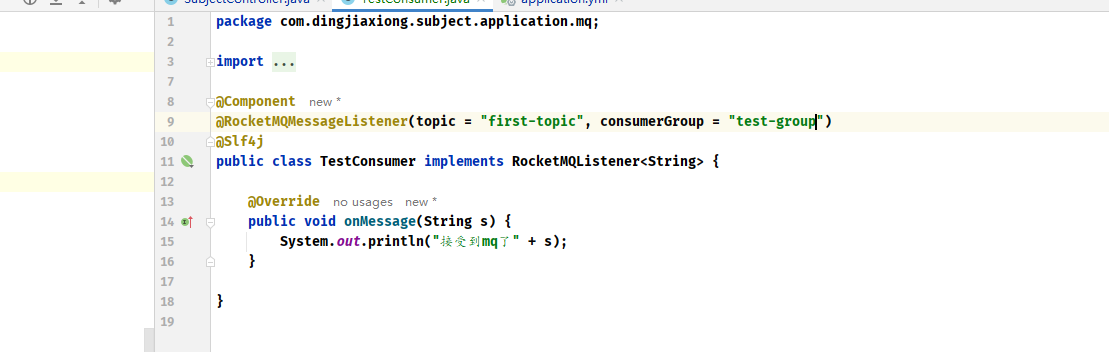 SubjectController.java TestConsumer.java application.yml
1 package com.dingjiaxiong.subject.application.mq;
2
3 import ...
7
8 @Component new *
9 @RocketMQMessageListener(topic = "first-topic", consumerGroup = "test-group")
10 @Slf4j
11 public class TestConsumer implements RocketMQListener<String> {
12
13 @Override no usages new *
14 public void onMessage(String s) {
15 System.out.println("接受到mq了" + s);
16 }
17
18 }
19